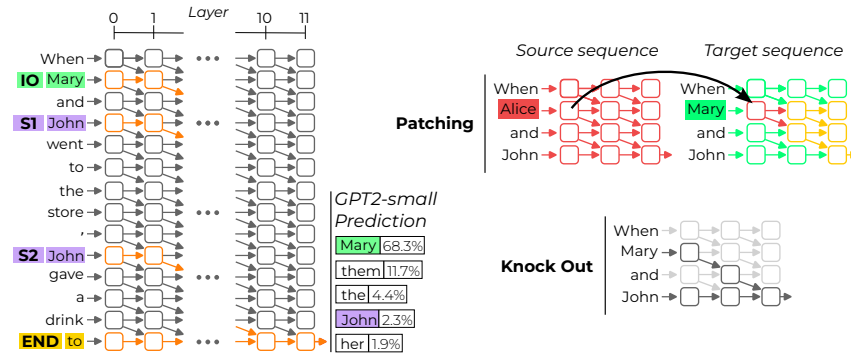 Layer
0 1 10 11
When
IO Mary
and
S1 John
went
to
the
store
,
S2 John
gave
a
drink
END to
GPT2-small
Prediction
Mary 68.3%
them 11.7%
the 4.4%
John 2.3%
her 1.9%
Patching
Source sequence
When
Alice
and
John
Target sequence
When
Mary
and
John
Knock Out
When
Mary
and
John